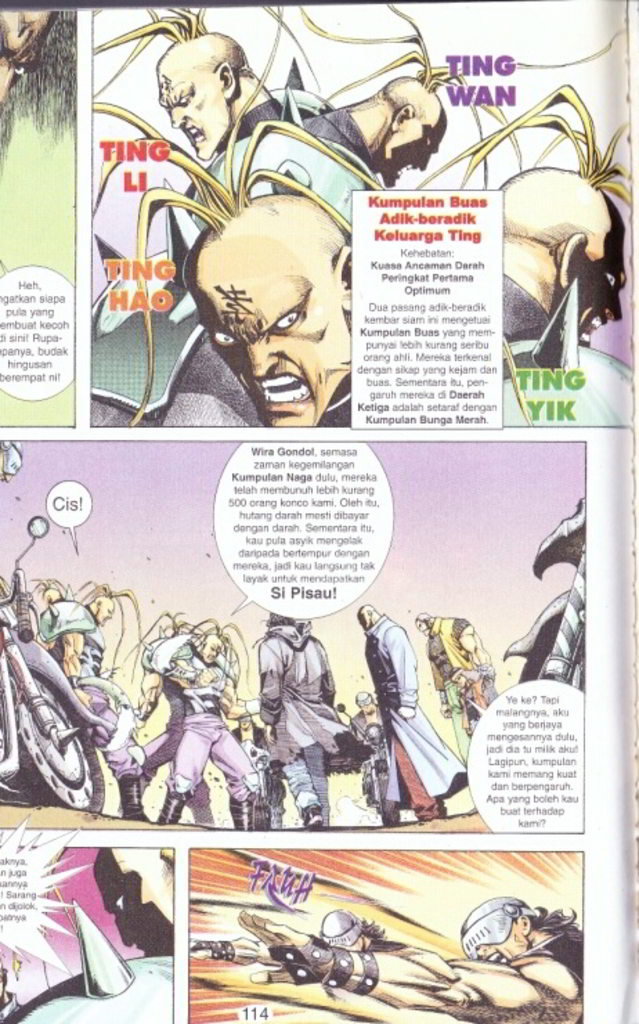 TING
WAN
TING
LI
TING
HAO
Kumpulan Buas
Adik-beradik
Keluarga Ting
Kehebatan:
Kuasa Ancaman Darah
Peringkat Pertama
Optimum
Dua pasang adik-beradik
kembar siam ini mengetuai
Kumpulan Buas yang mem-
punyai lebih kurang seribu
orang ahli. Mereka terkenal
dengan sikap yang kejam dan
buas. Sementara itu, pen-
garuh mereka di Daerah
Ketiga adalah setaraf dengan
Kumpulan Bunga Merah.
TING
YIK
Heh,
ngatkan siapa
pula yang
embuat kecoh
di sini! Rupa-
apanya, budak
hingusan
berempat ni!
Cis!
Wira Gondol, semasa
zaman kegemilangan
Kumpulan Naga dulu, mereka
telah membunuh lebih kurang
500 orang konco kami. Oleh itu,
hutang darah mesti dibayar
dengan darah. Sementara itu,
kau pula asyik mengelak
daripada bertempur dengan
mereka, jadi kau langsung tak
layak untuk mendapatkan
Si Pisau!
Ye ke? Tapi
malangnya, aku
yang berjaya
mengesannya dulu,
jadi dia tu milik aku!
Lagipun, kumpulan
kami memang kuat
dan berpengaruh.
Apa yang boleh kau
buat terhadap
kami?
aknya,
n juga
uannya
! Sarang
n dijolok,
patnya
114